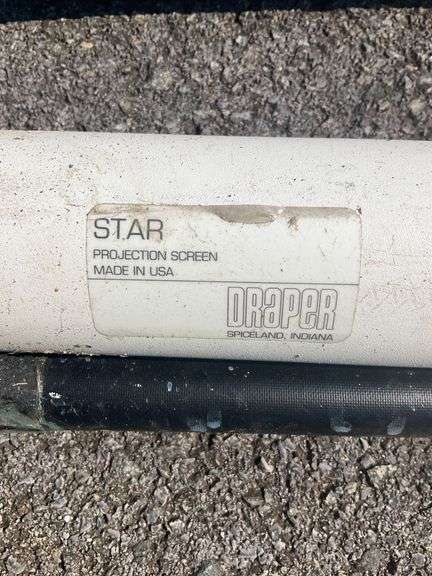 STAR
PROJECTION SCREEN
MADE IN USA
DRAPER
SPICELAND, INDIANA